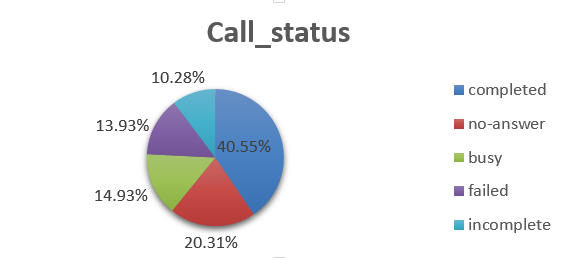 Call_status
10.28%
13.93%
40.55%
14.93%
20.31%
completed
no-answer
busy
failed
incomplete